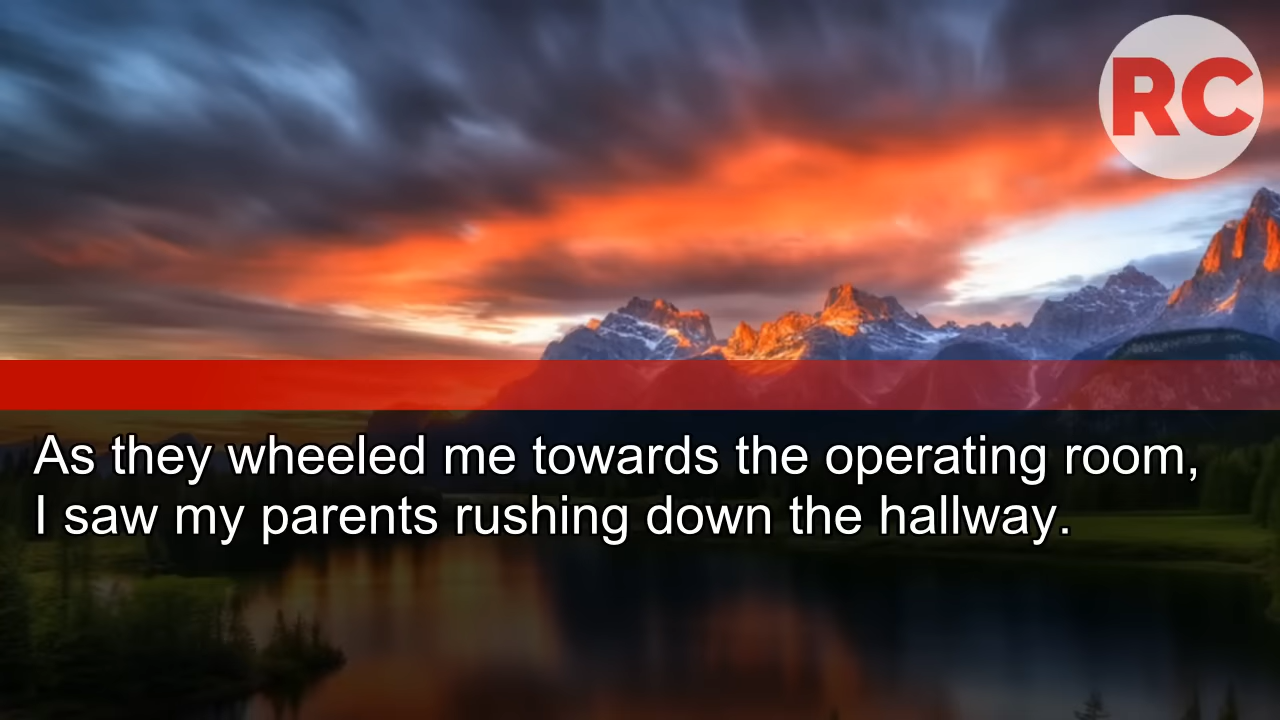 RC
As they wheeled me towards the operating room,
I saw my parents rushing down the hallway.